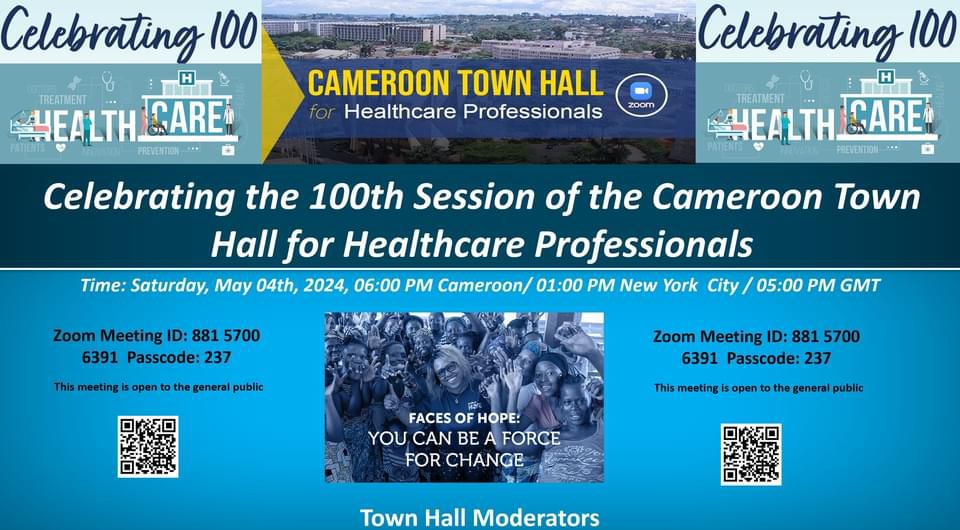 Celebrating 100
TREATMENT
HEALTH CARE
PATIENTS
INNOVATION
PREVENTION
H
CAMEROON TOWN HALL
for Healthcare Professionals
zoom
Celebrating 100
TREATMENT
HEALTH CARE
PATIENTS
INNOVATION
PREVENTION
H
Celebrating the 100th Session of the Cameroon Town
Hall for Healthcare Professionals
Time: Saturday, May 04th, 2024, 06:00 PM Cameroon/ 01:00 PM New York City / 05:00 PM GMT
Zoom Meeting ID: 881 5700
6391 Passcode: 237
This meeting is open to the general public
FACES OF HOPE:
YOU CAN BE A FORCE
FOR CHANGE
Zoom Meeting ID: 881 5700
6391 Passcode: 237
This meeting is open to the general public
Town Hall Moderators